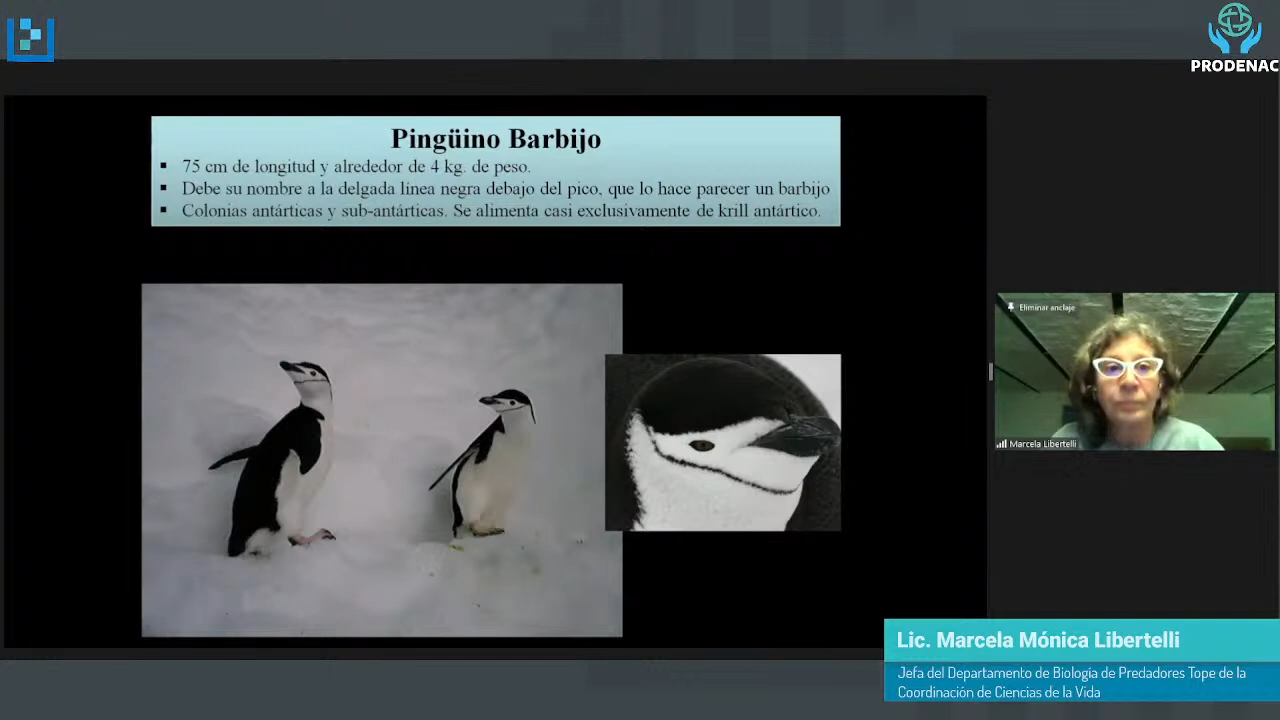 PRODENAC
Pingüino Barbijo
▪ 75 cm de longitud y alrededor de 4 kg. de peso.
▪ Debe su nombre a la delgada línea negra debajo del pico, que lo hace parecer un barbijo
▪ Colonias antárticas y sub-antárticas. Se alimenta casi exclusivamente de krill antártico.
Eliminar anclaje
Marcela Libertelli
Lic. Marcela Mónica Libertelli
Jefa del Departamento de Biología de Predadores Tope de la
Coordinación de Ciencias de la Vida